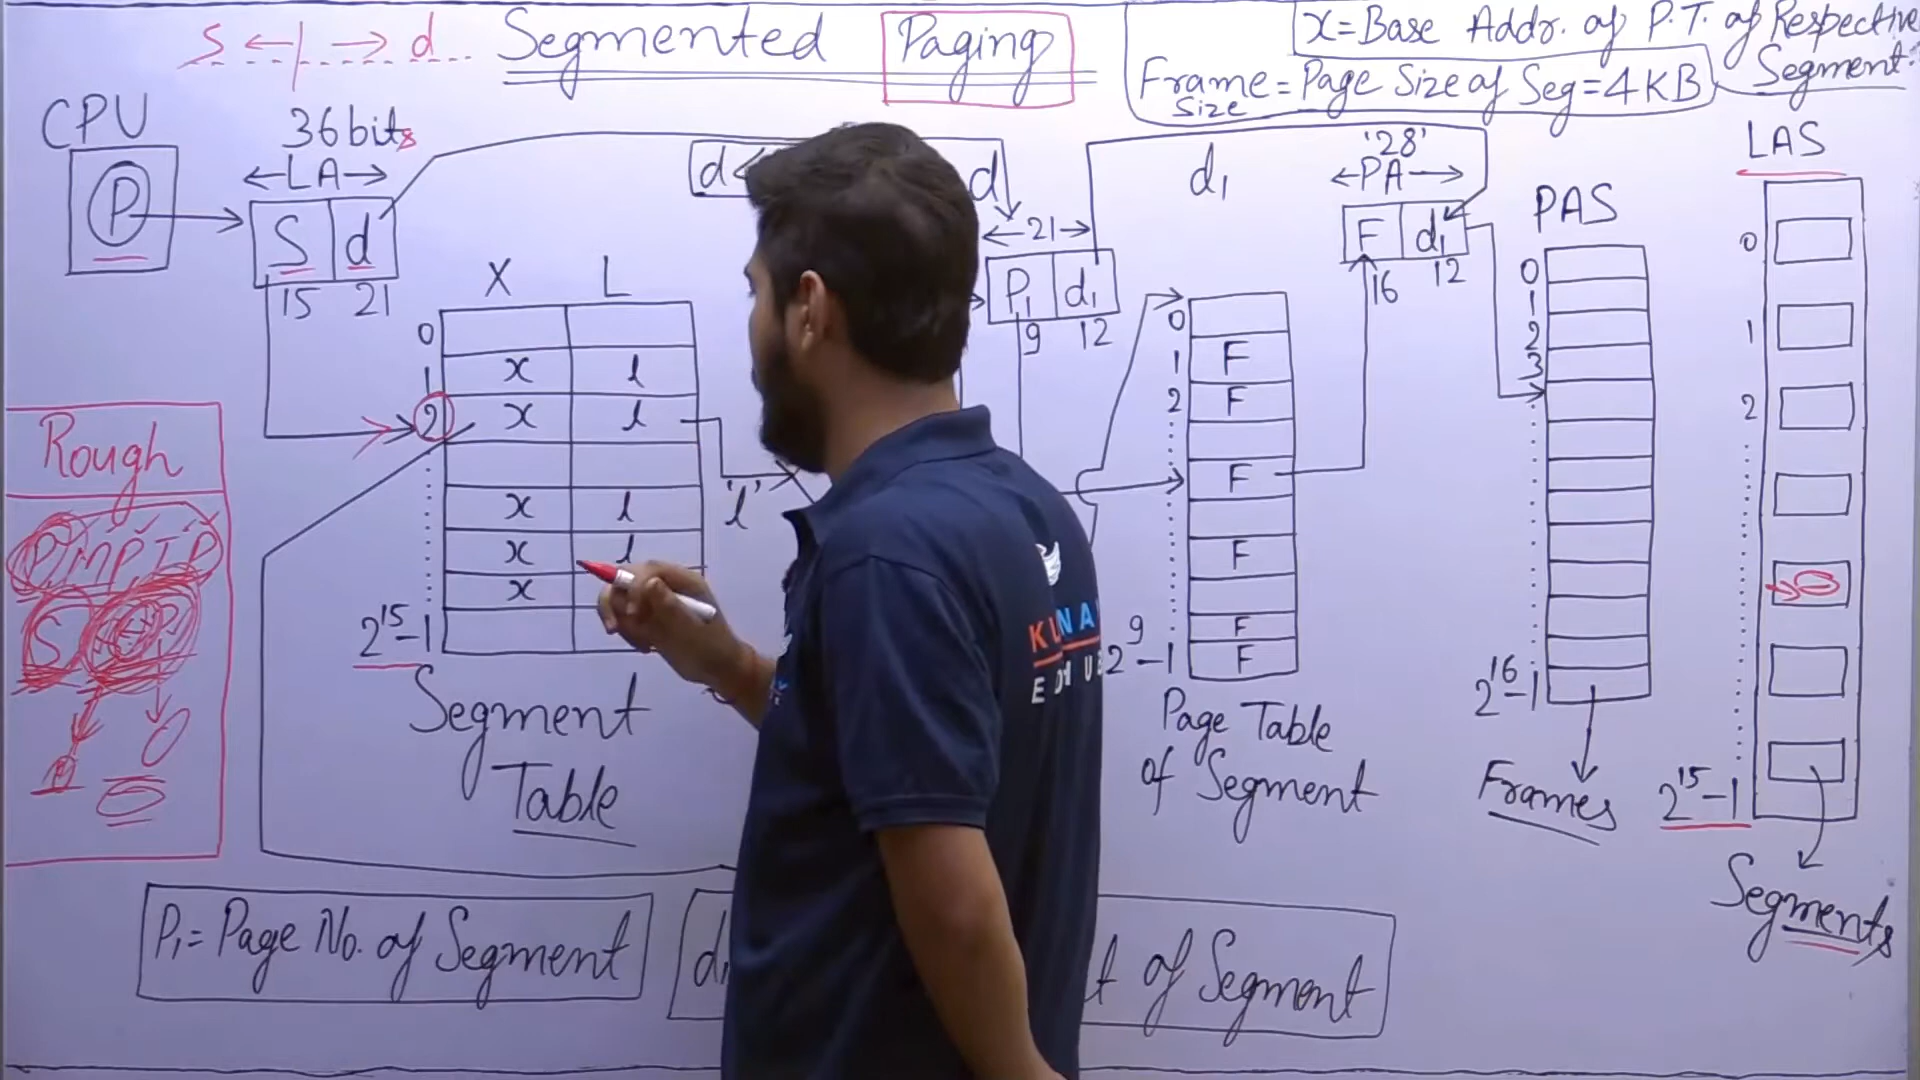 S ← | → d
Segmented Paging
x = Base Addr. of P.T. of Respective
Segment.
Frame = Page Size of Seg = 4KB
Size
CPU
P
36 bits
←LA→
S d
15 21
d<
d
d1
←21→
P1 d1
9 12
'28'
←PA→
F d1
16 12
PAS
LAS
X L
0
1 x l
2 x l
x l
x l
x
2^15-1
'l'
Segment
Table
0
1 F
2 F
F
F
F
2^9-1 F
Page Table
of Segment
0
1
2
3
2^16-1
Frames
0
1
2
2^15-1
Segments
Rough
P1 = Page No. of Segment
of Segment